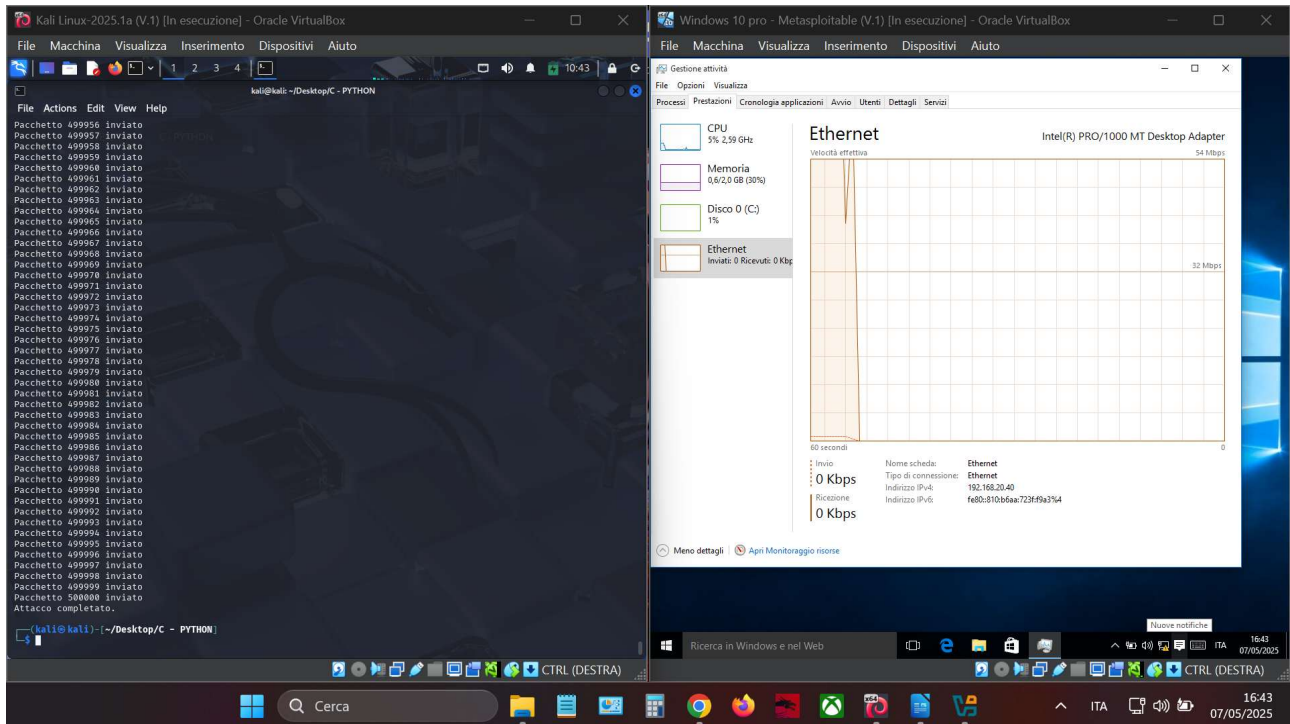 Kali Linux-2025.1a (V.1) [In esecuzione] - Oracle VirtualBox
File Macchina Visualizza Inserimento Dispositivi Aiuto
1 2 3 4
10:43
kali@kali: ~/Desktop/C - PYTHON
File Actions Edit View Help
Pacchetto 499956 inviato
Pacchetto 499957 inviato
Pacchetto 499958 inviato
Pacchetto 499959 inviato
Pacchetto 499960 inviato
Pacchetto 499961 inviato
Pacchetto 499962 inviato
Pacchetto 499963 inviato
Pacchetto 499964 inviato
Pacchetto 499965 inviato
Pacchetto 499966 inviato
Pacchetto 499967 inviato
Pacchetto 499968 inviato
Pacchetto 499969 inviato
Pacchetto 499970 inviato
Pacchetto 499971 inviato
Pacchetto 499972 inviato
Pacchetto 499973 inviato
Pacchetto 499974 inviato
Pacchetto 499975 inviato
Pacchetto 499976 inviato
Pacchetto 499977 inviato
Pacchetto 499978 inviato
Pacchetto 499979 inviato
Pacchetto 499980 inviato
Pacchetto 499981 inviato
Pacchetto 499982 inviato
Pacchetto 499983 inviato
Pacchetto 499984 inviato
Pacchetto 499985 inviato
Pacchetto 499986 inviato
Pacchetto 499987 inviato
Pacchetto 499988 inviato
Pacchetto 499989 inviato
Pacchetto 499990 inviato
Pacchetto 499991 inviato
Pacchetto 499992 inviato
Pacchetto 499993 inviato
Pacchetto 499994 inviato
Pacchetto 499995 inviato
Pacchetto 499996 inviato
Pacchetto 499997 inviato
Pacchetto 499998 inviato
Pacchetto 499999 inviato
Pacchetto 500000 inviato
Attacco completato.
(kali㉿kali)-[~/Desktop/C - PYTHON]
$
CTRL (DESTRA)
Windows 10 pro - Metasploitable (V.1) [In esecuzione] - Oracle VirtualBox
File Macchina Visualizza Inserimento Dispositivi Aiuto
Gestione attività
File Opzioni Visualizza
Processi Prestazioni Cronologia applicazioni Avvio Utenti Dettagli Servizi
CPU
5% 2,59 GHz
Memoria
0,6/2,0 GB (30%)
Disco 0 (C:)
1%
Ethernet
Inviati: 0 Ricevuti: 0 Kbp
Ethernet
Intel(R) PRO/1000 MT Desktop Adapter
Velocità effettiva
54 Mbps
32 Mbps
60 secondi
0
Invio
0 Kbps
Ricezione
0 Kbps
Nome scheda: Ethernet
Tipo di connessione: Ethernet
Indirizzo IPv4: 192.168.20.40
Indirizzo IPv6: fe80::810:b6aa:723f:f9a3%4
Meno dettagli
Apri Monitoraggio risorse
Nuove notifiche
Ricerca in Windows e nel Web
ITA
16:43
07/05/2025
CTRL (DESTRA)
Cerca
ITA
16:43
07/05/2025